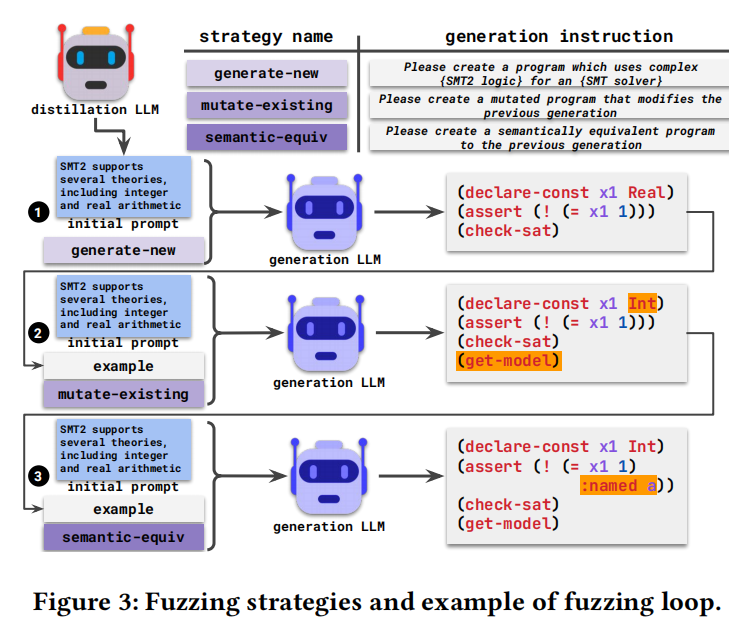 strategy name
generation instruction
generate-new
Please create a program which uses complex
{SMT2 logic} for an {SMT solver}
mutate-existing
Please create a mutated program that modifies the
previous generation
semantic-equiv
Please create a semantically equivalent program
to the previous generation
distillation LLM
SMT2 supports
several theories,
including integer
and real arithmetic
1
initial prompt
generate-new
generation LLM
(declare-const x1 Real)
(assert (! (= x1 1)))
(check-sat)
SMT2 supports
several theories,
including integer
and real arithmetic
2
initial prompt
example
mutate-existing
generation LLM
(declare-const x1 Int)
(assert (! (= x1 1)))
(check-sat)
(get-model)
SMT2 supports
several theories,
including integer
and real arithmetic
3
initial prompt
example
semantic-equiv
generation LLM
(declare-const x1 Int)
(assert (! (= x1 1)
:named a))
(check-sat)
(get-model)
Figure 3: Fuzzing strategies and example of fuzzing loop.